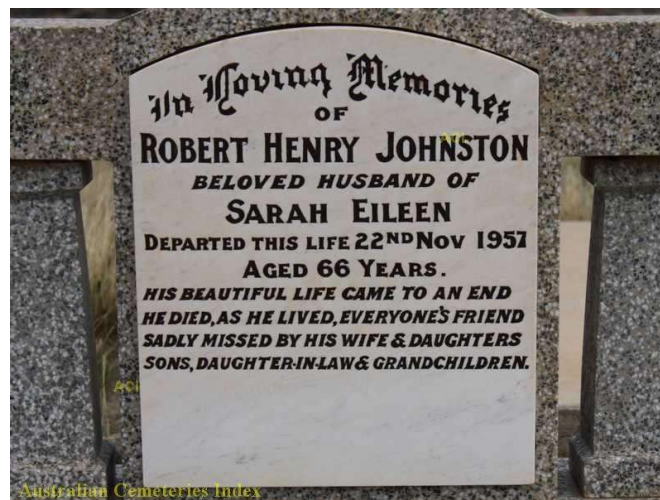 In Loving Memories
OF
ROBERT HENRY JOHNSTON
BELOVED HUSBAND OF
SARAH EILEEN
DEPARTED THIS LIFE 22ND NOV 1957
AGED 66 YEARS.
HIS BEAUTIFUL LIFE CAME TO AN END
HE DIED, AS HE LIVED, EVERYONE'S FRIEND
SADLY MISSED BY HIS WIFE & DAUGHTERS
SONS, DAUGHTER-IN-LAW & GRANDCHILDREN.
Australian Cemeteries Index